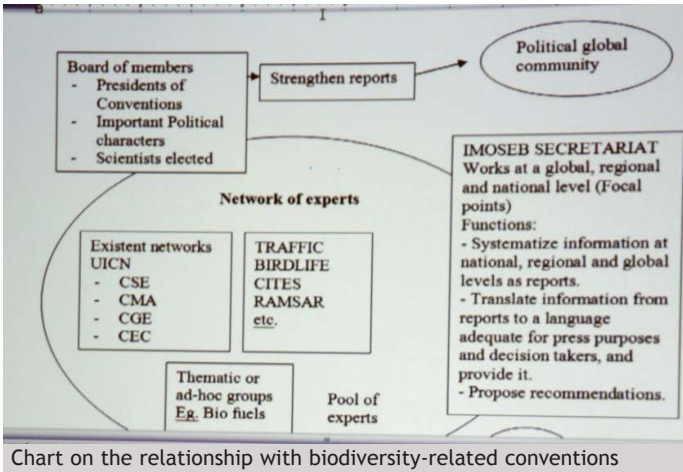 Board of members
- Presidents of
Conventions
- Important Political
characters
- Scientists elected
Strengthen reports
Political global
community
Network of experts
Existent networks
UICN
- CSE
- CMA
- CGE
- CEC
TRAFFIC
BIRDLIFE
CITES
RAMSAR
etc.
Thematic or
ad-hoc groups
Eg. Bio fuels
Pool of
experts
IMOSEB SECRETARIAT
Works at a global, regional
and national level (Focal
points)
Functions:
- Systematize information at
national, regional and global
levels as reports.
- Translate information from
reports to a language
adequate for press purposes
and decision takers, and
provide it.
- Propose recommendations.
Chart on the relationship with biodiversity-related conventions